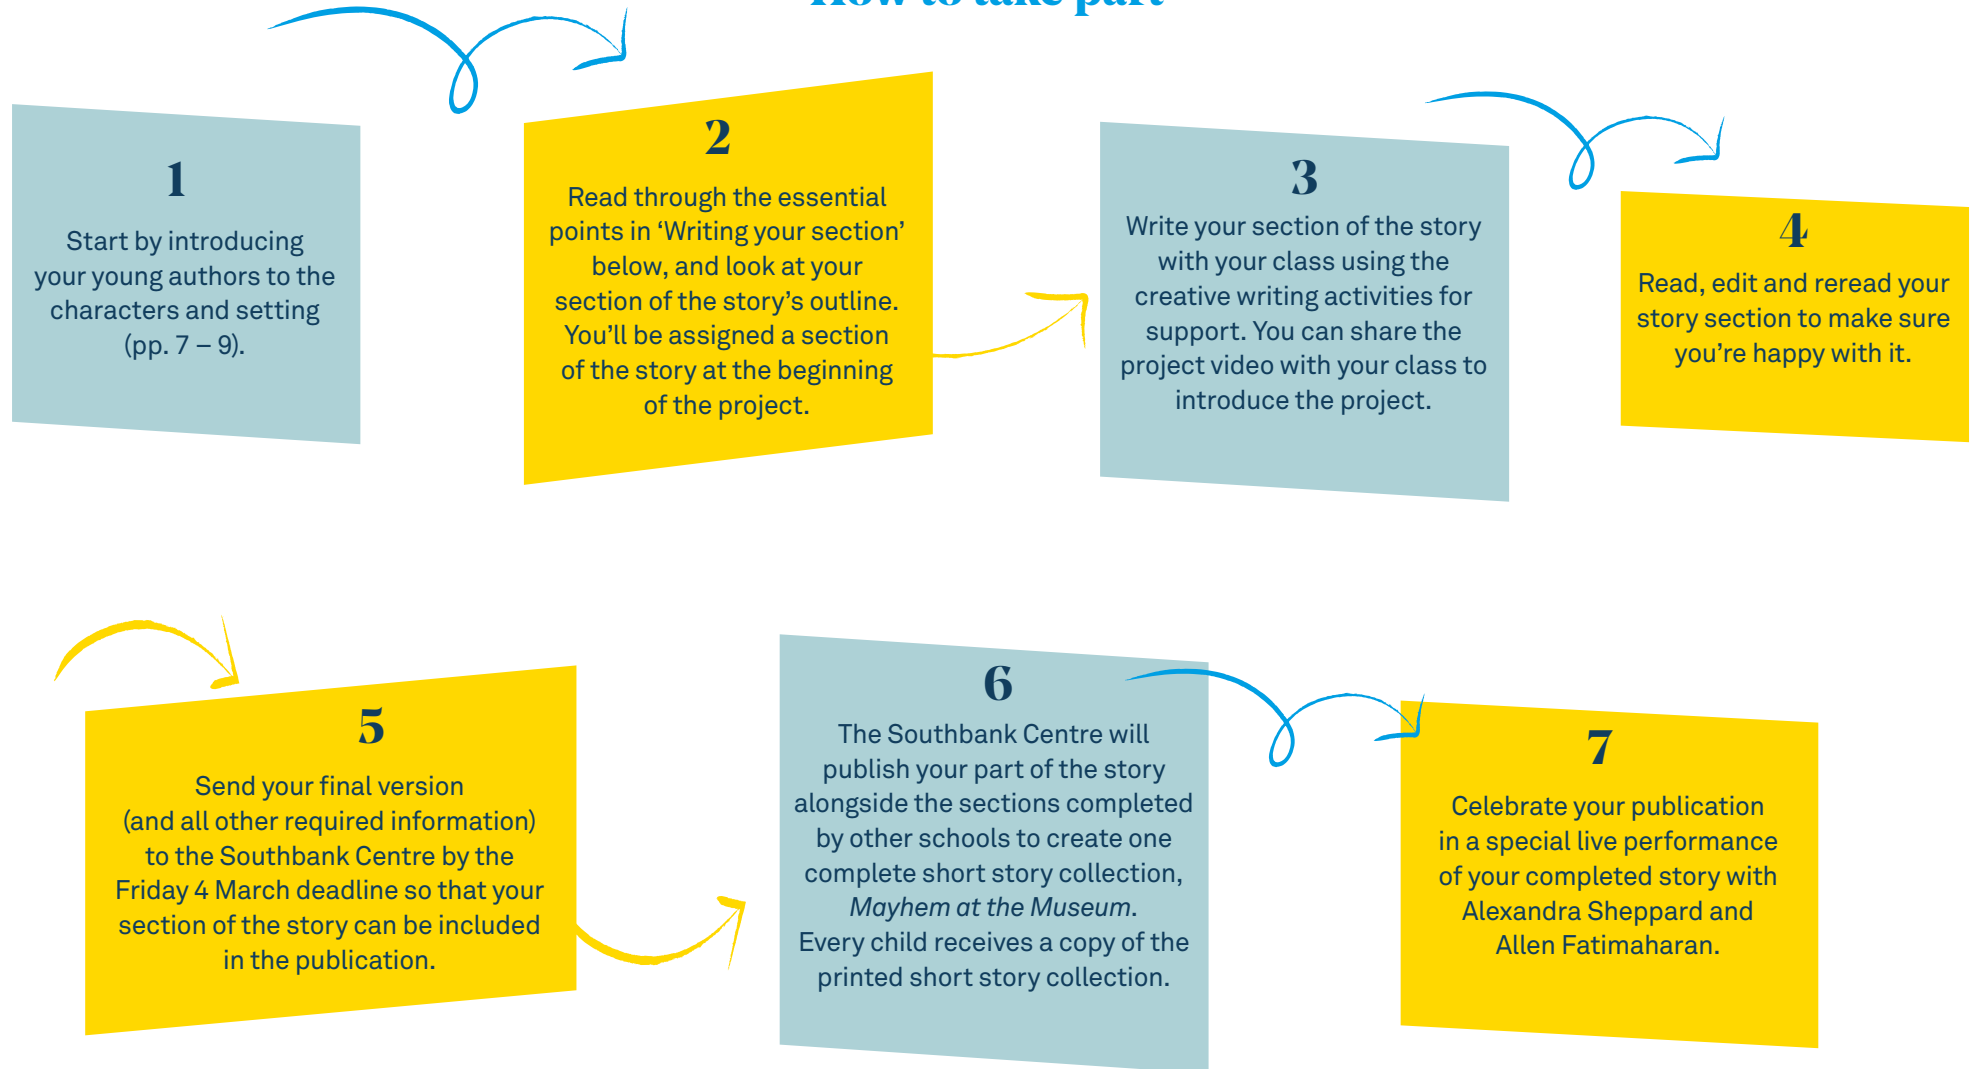 How to take part
1
Start by introducing
your young authors to the
characters and setting
(pp. 7 – 9).
2
Read through the essential
points in ‘Writing your section’
below, and look at your
section of the story’s outline.
You’ll be assigned a section
of the story at the beginning
of the project.
3
Write your section of the story
with your class using the
creative writing activities for
support. You can share the
project video with your class to
introduce the project.
4
Read, edit and reread your
story section to make sure
you’re happy with it.
5
Send your final version
(and all other required information)
to the Southbank Centre by the
Friday 4 March deadline so that your
section of the story can be included
in the publication.
6
The Southbank Centre will
publish your part of the story
alongside the sections completed
by other schools to create one
complete short story collection,
Mayhem at the Museum.
Every child receives a copy of the
printed short story collection.
7
Celebrate your publication
in a special live performance
of your completed story with
Alexandra Sheppard and
Allen Fatimaharan.